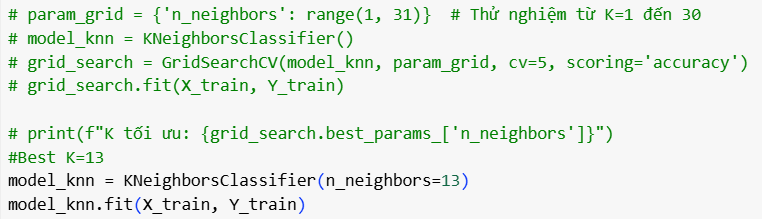 # param_grid = {'n_neighbors': range(1, 31)}  # Thử nghiệm từ K=1 đến 30
# model_knn = KNeighborsClassifier()
# grid_search = GridSearchCV(model_knn, param_grid, cv=5, scoring='accuracy')
# grid_search.fit(X_train, Y_train)

# print(f"K tối ưu: {grid_search.best_params_['n_neighbors']}")
#Best K=13
model_knn = KNeighborsClassifier(n_neighbors=13)
model_knn.fit(X_train, Y_train)